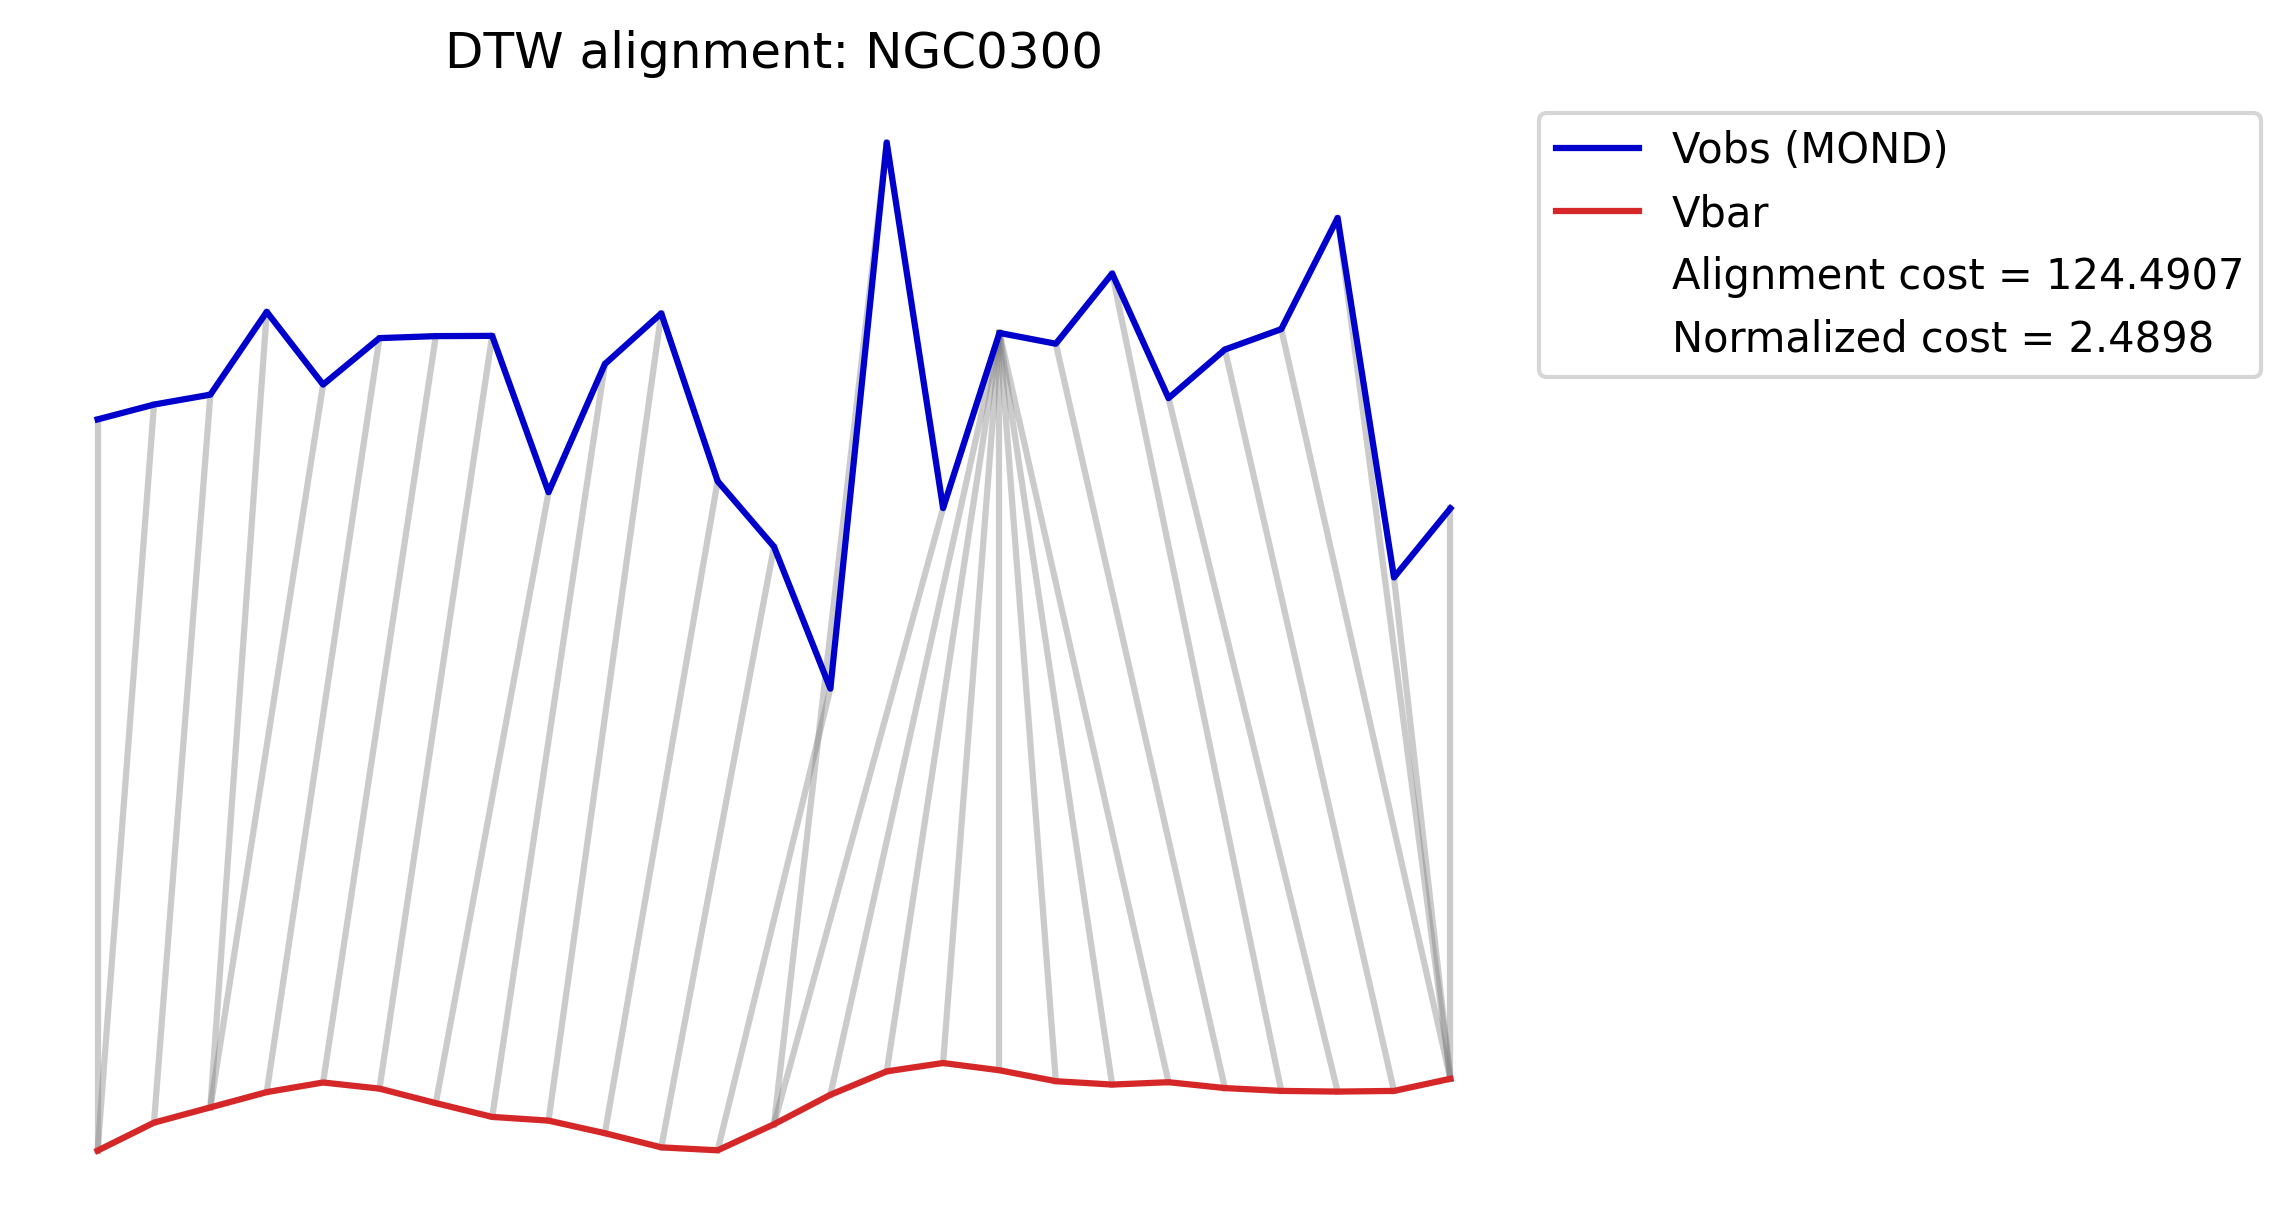 DTW alignment: NGC0300
Vobs (MOND)
Vbar
Alignment cost = 124.4907
Normalized cost = 2.4898